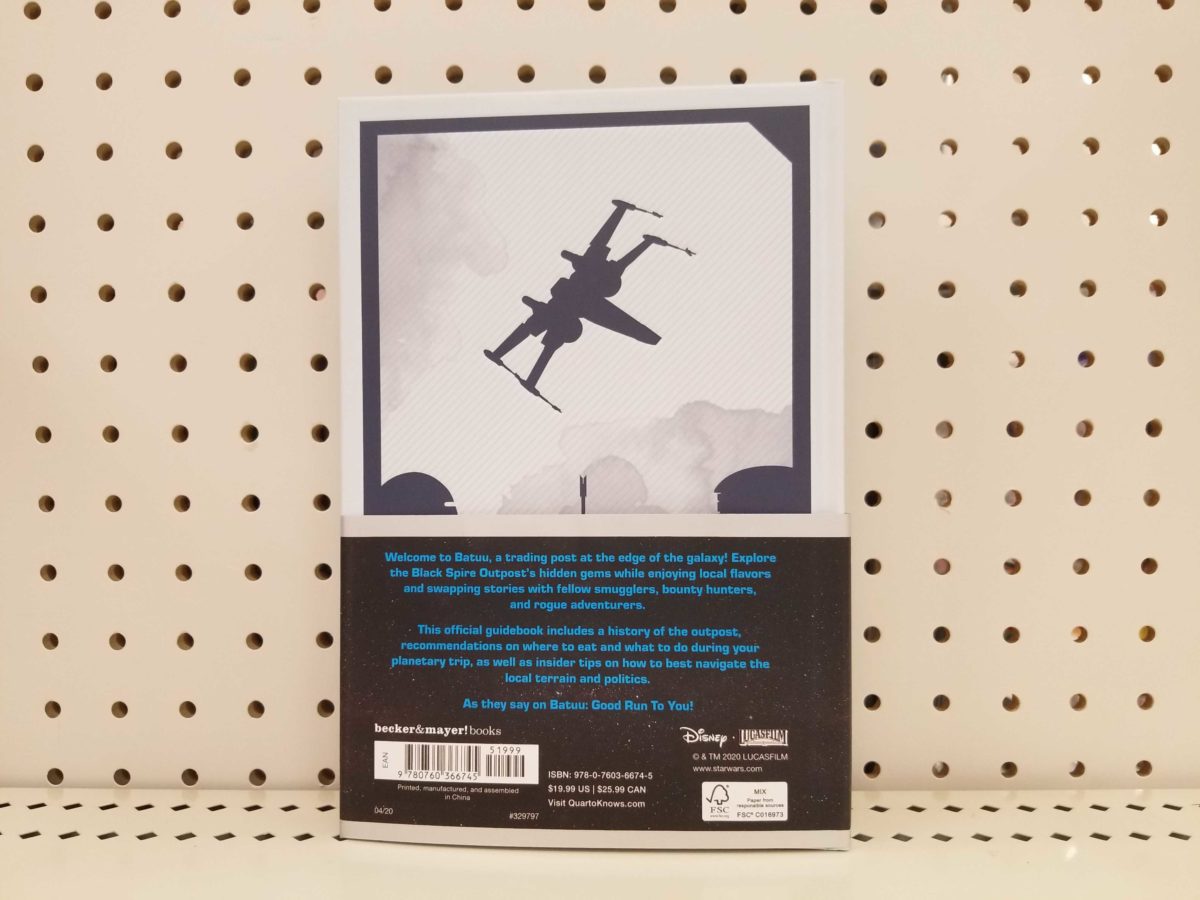 Welcome to Batuu, a trading post at the edge of the galaxy! Explore
the Black Spire Outpost's hidden gems while enjoying local flavors
and swapping stories with fellow smugglers, bounty hunters,
and rogue adventurers.
This official guidebook includes a history of the outpost,
recommendations on where to eat and what to do during your
planetary trip, as well as insider tips on how to best navigate the
local terrain and politics.
As they say on Batuu: Good Run To You!
becker&mayer! books
EAN
51999
9 780760 366745
Printed, manufactured, and assembled
in China
04/20
#329797
ISBN: 978-0-7603-6674-5
$19.99 US | $25.99 CAN
Visit QuartoKnows.com
Disney · LUCASFILM
© & TM 2020 LUCASFILM
www.starwars.com
FSC
www.fsc.org
MIX
Paper from
responsible sources
FSC® C016973